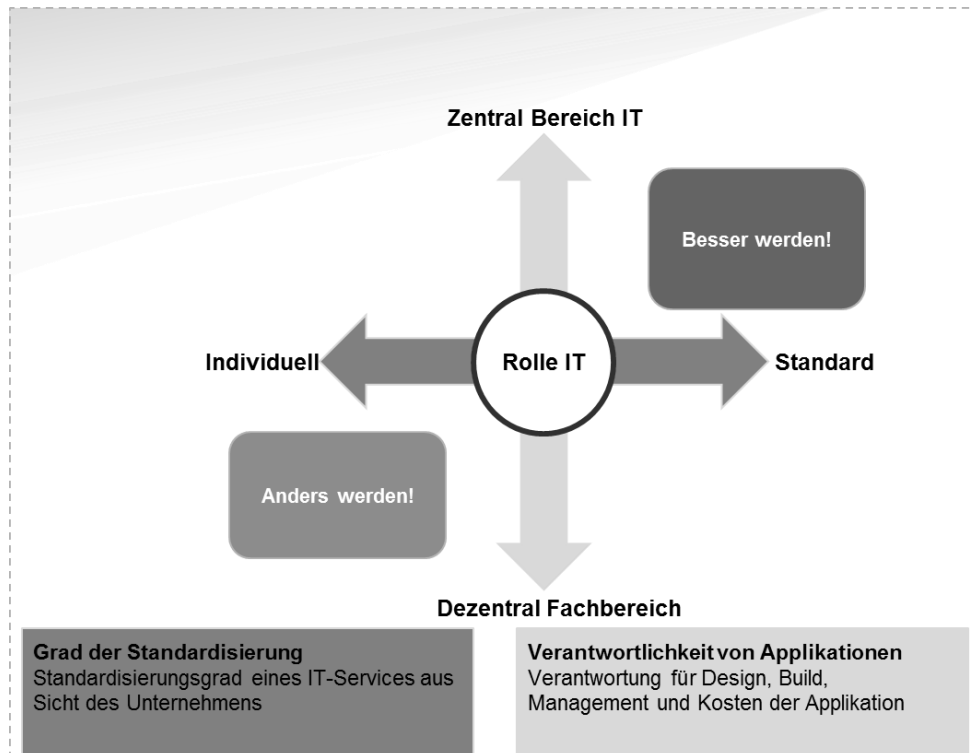 Zentral Bereich IT
Besser werden!
Individuell
Rolle IT
Standard
Anders werden!
Dezentral Fachbereich
Grad der Standardisierung
Standardisierungsgrad eines IT-Services aus
Sicht des Unternehmens
Verantwortlichkeit von Applikationen
Verantwortung für Design, Build,
Management und Kosten der Applikation